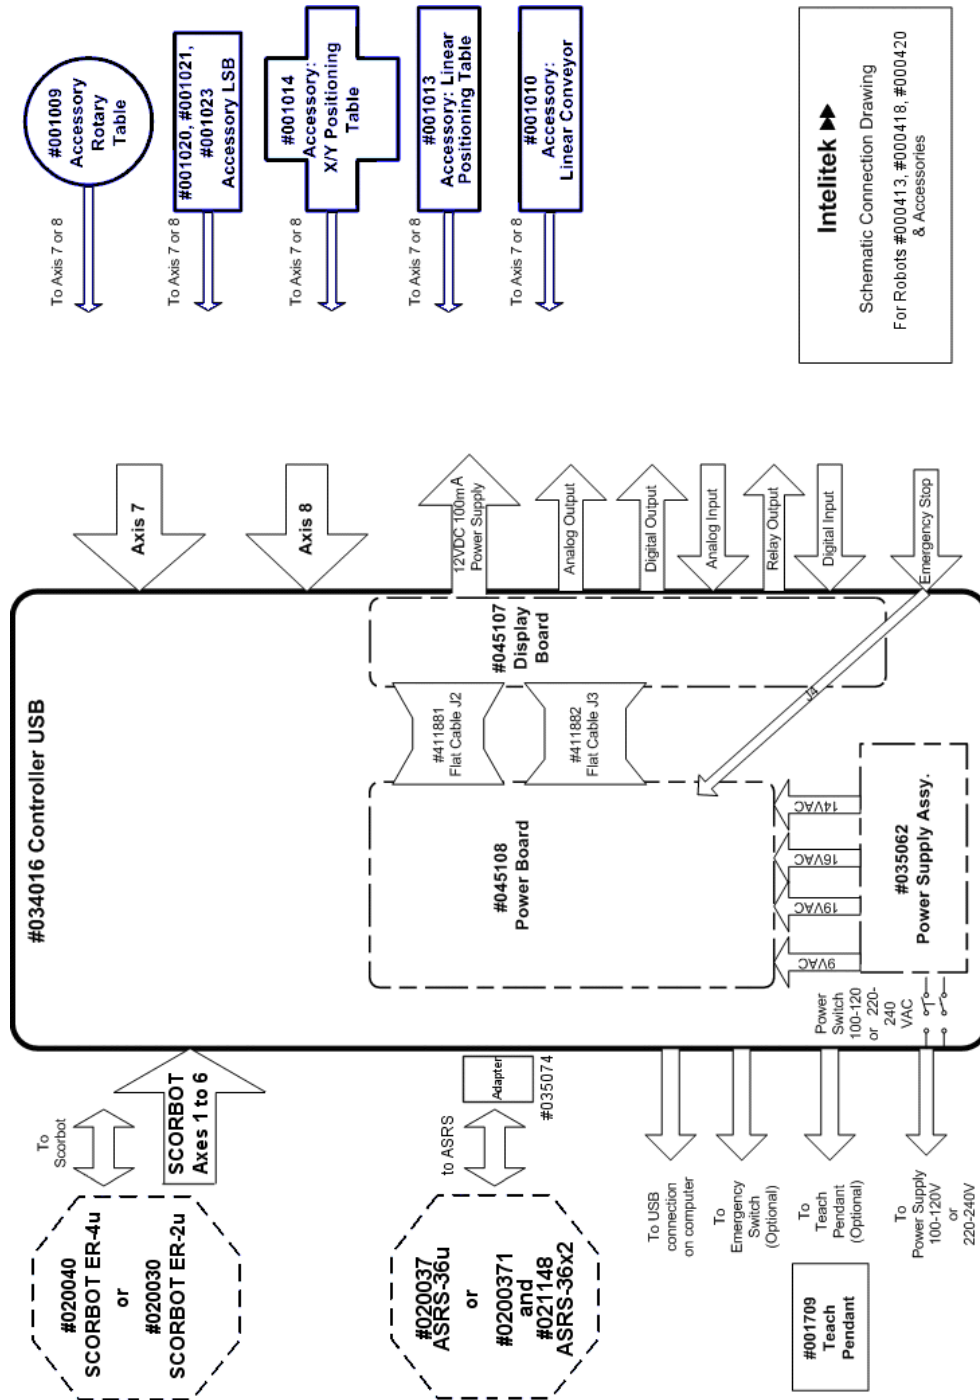 #034016 Controller USB
#020040
SCORBOT ER-4u
or
#020030
SCORBOT ER-2u
To
Scorbot
SCORBOT
Axes 1 to 6
#020037
ASRS-36u
or
#0200371
and
#021148
ASRS-36x2
to ASRS
Adapter
#035074
To USB
connection
on computer
To
Emergency
Switch
(Optional)
To
Teach
Pendant
(Optional)
#001709
Teach
Pendant
To
Power Supply
100-120V
or
220-240V
Power
Switch
100-120
or 220-
240
VAC
#045108
Power Board
#411881
Flat Cable J2
#411882
Flat Cable J3
#045107
Display
Board
9VAC
19VAC
16VAC
14VAC
#035062
Power Supply Assy.
J4
Axis 7
Axis 8
12VDC 100mA
Power Supply
Analog Output
Digital Output
Analog Input
Relay Output
Digital Input
Emergency Stop
To Axis 7 or 8
#001009
Accessory
Rotary
Table
To Axis 7 or 8
#001020, #001021,
#001023
Accessory LSB
To Axis 7 or 8
#001014
Accessory:
X/Y Positioning
Table
To Axis 7 or 8
#001013
Accessory: Linear
Positioning Table
To Axis 7 or 8
#001010
Accessory:
Linear Conveyor
Intelitek
Schematic Connection Drawing
For Robots #000413, #000418, #000420
& Accessories